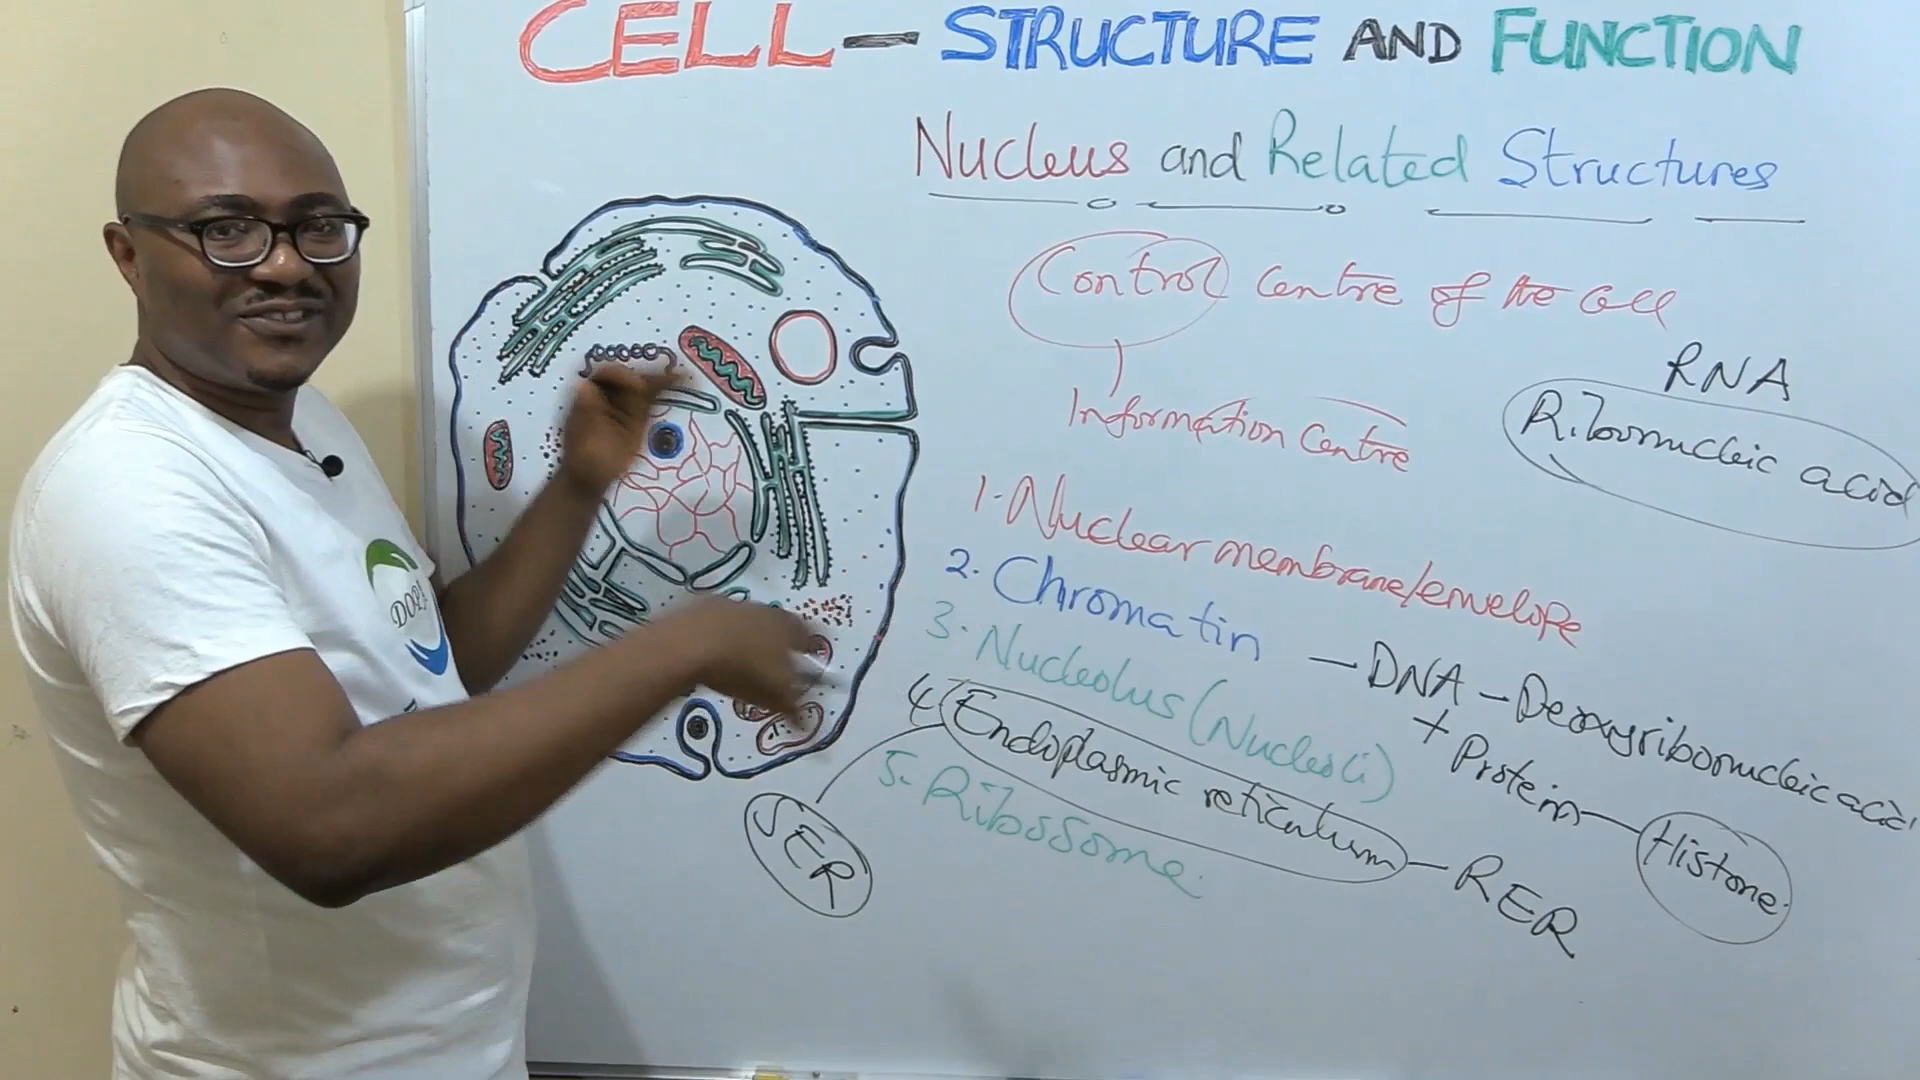 CELL — STRUCTURE AND FUNCTION
Nucleus and Related Structures
Control Centre of the Cell
Information Centre
RNA
Ribonucleic acid
1. Nuclear membrane/envelope
2. Chromatin — DNA - Deoxyribonucleic acid
+ Protein — Histone
3. Nucleolus (Nucleoli)
4. Endoplasmic reticulum — RER
SER
5. Ribosome